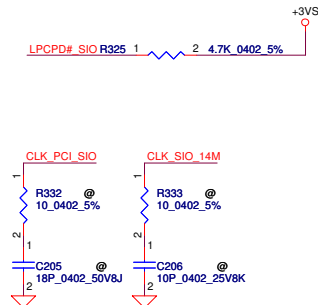 +3VS
LPCPD#_SIO R325 1 2 4.7K_0402_5%
CLK_PCI_SIO CLK_SIO_14M
1 1
R332 @ R333 @
10_0402_5% 10_0402_5%
2 2
1 1
C205 @ C206 @
18P_0402_50V8J 10P_0402_25V8K
2 2